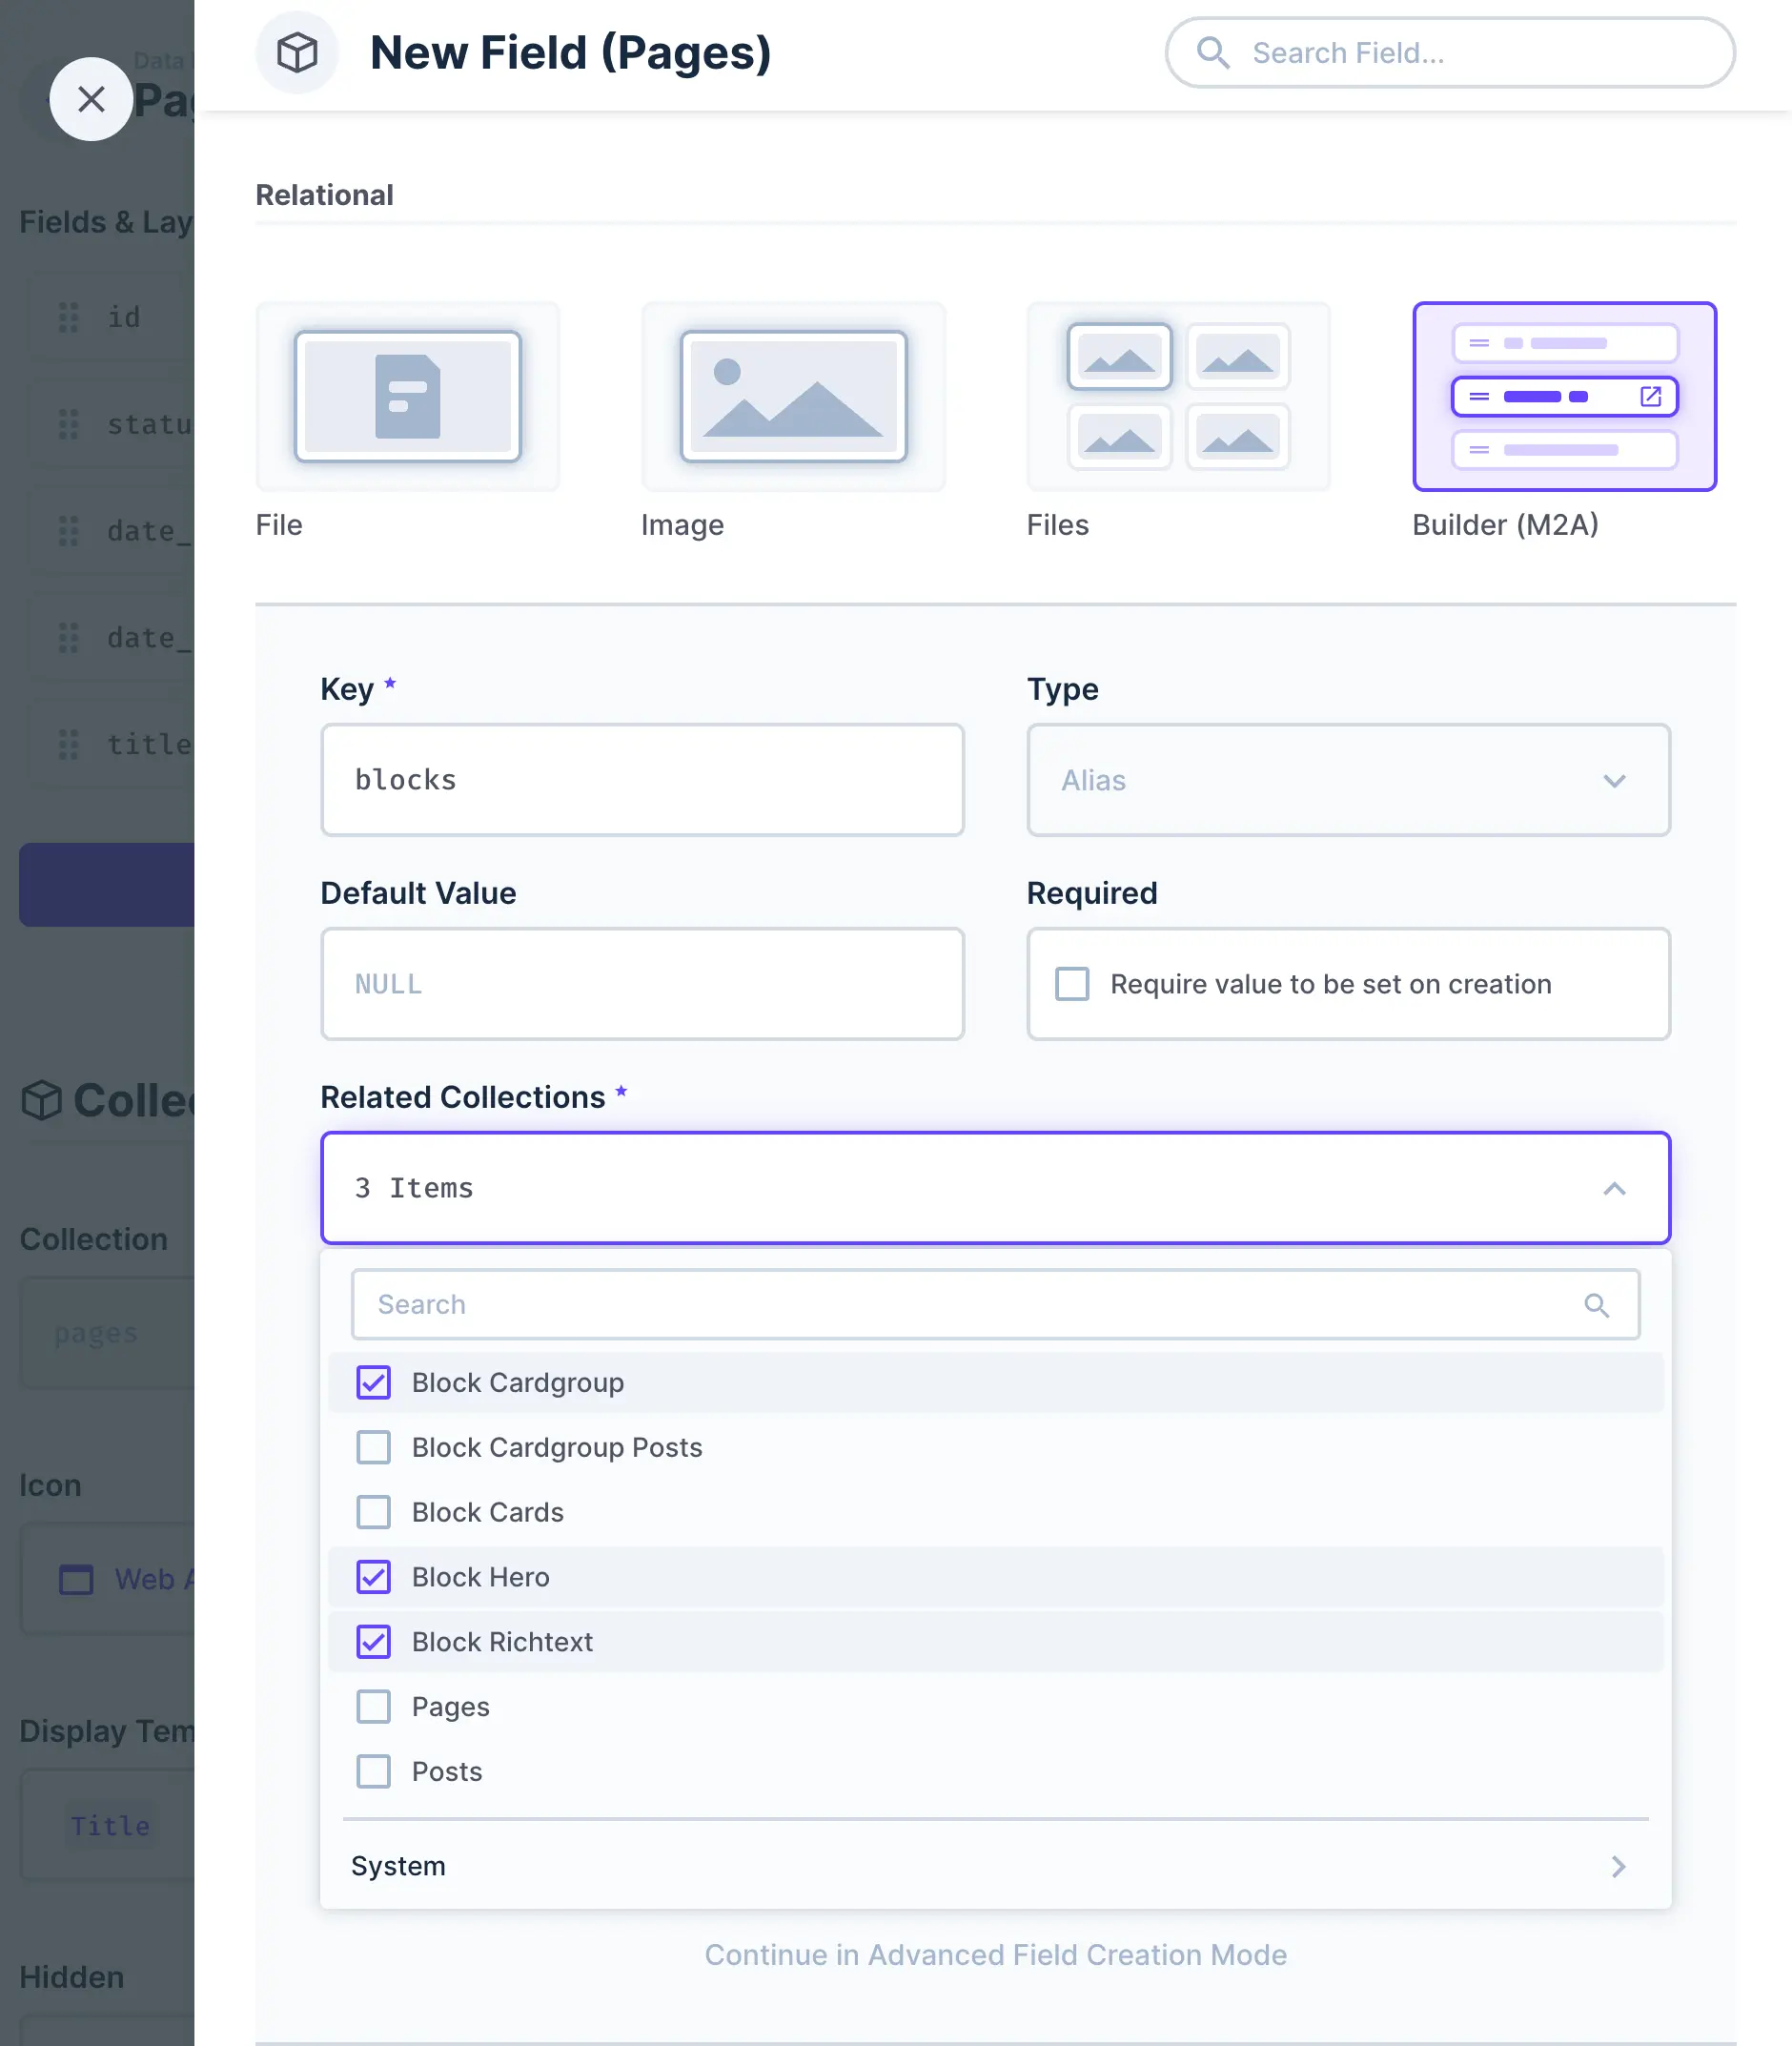 Data
Pag
New Field (Pages)
Search Field...
Fields & Lay
id
statu
date_
date_
title
Collec
Collection
pages
Icon
Web A
Display Tem
Title
Hidden
Relational
File
Image
Files
Builder (M2A)
Key *
Type
blocks
Alias
Default Value
Required
NULL
Require value to be set on creation
Related Collections *
3 Items
Search
Block Cardgroup
Block Cardgroup Posts
Block Cards
Block Hero
Block Richtext
Pages
Posts
System
Continue in Advanced Field Creation Mode